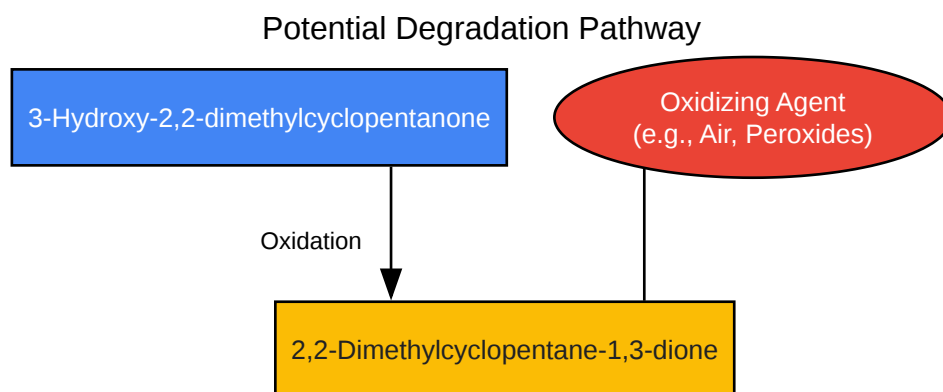 Potential Degradation Pathway
3-Hydroxy-2,2-dimethylcyclopentanone
Oxidizing Agent
(e.g., Air, Peroxides)
Oxidation
2,2-Dimethylcyclopentane-1,3-dione